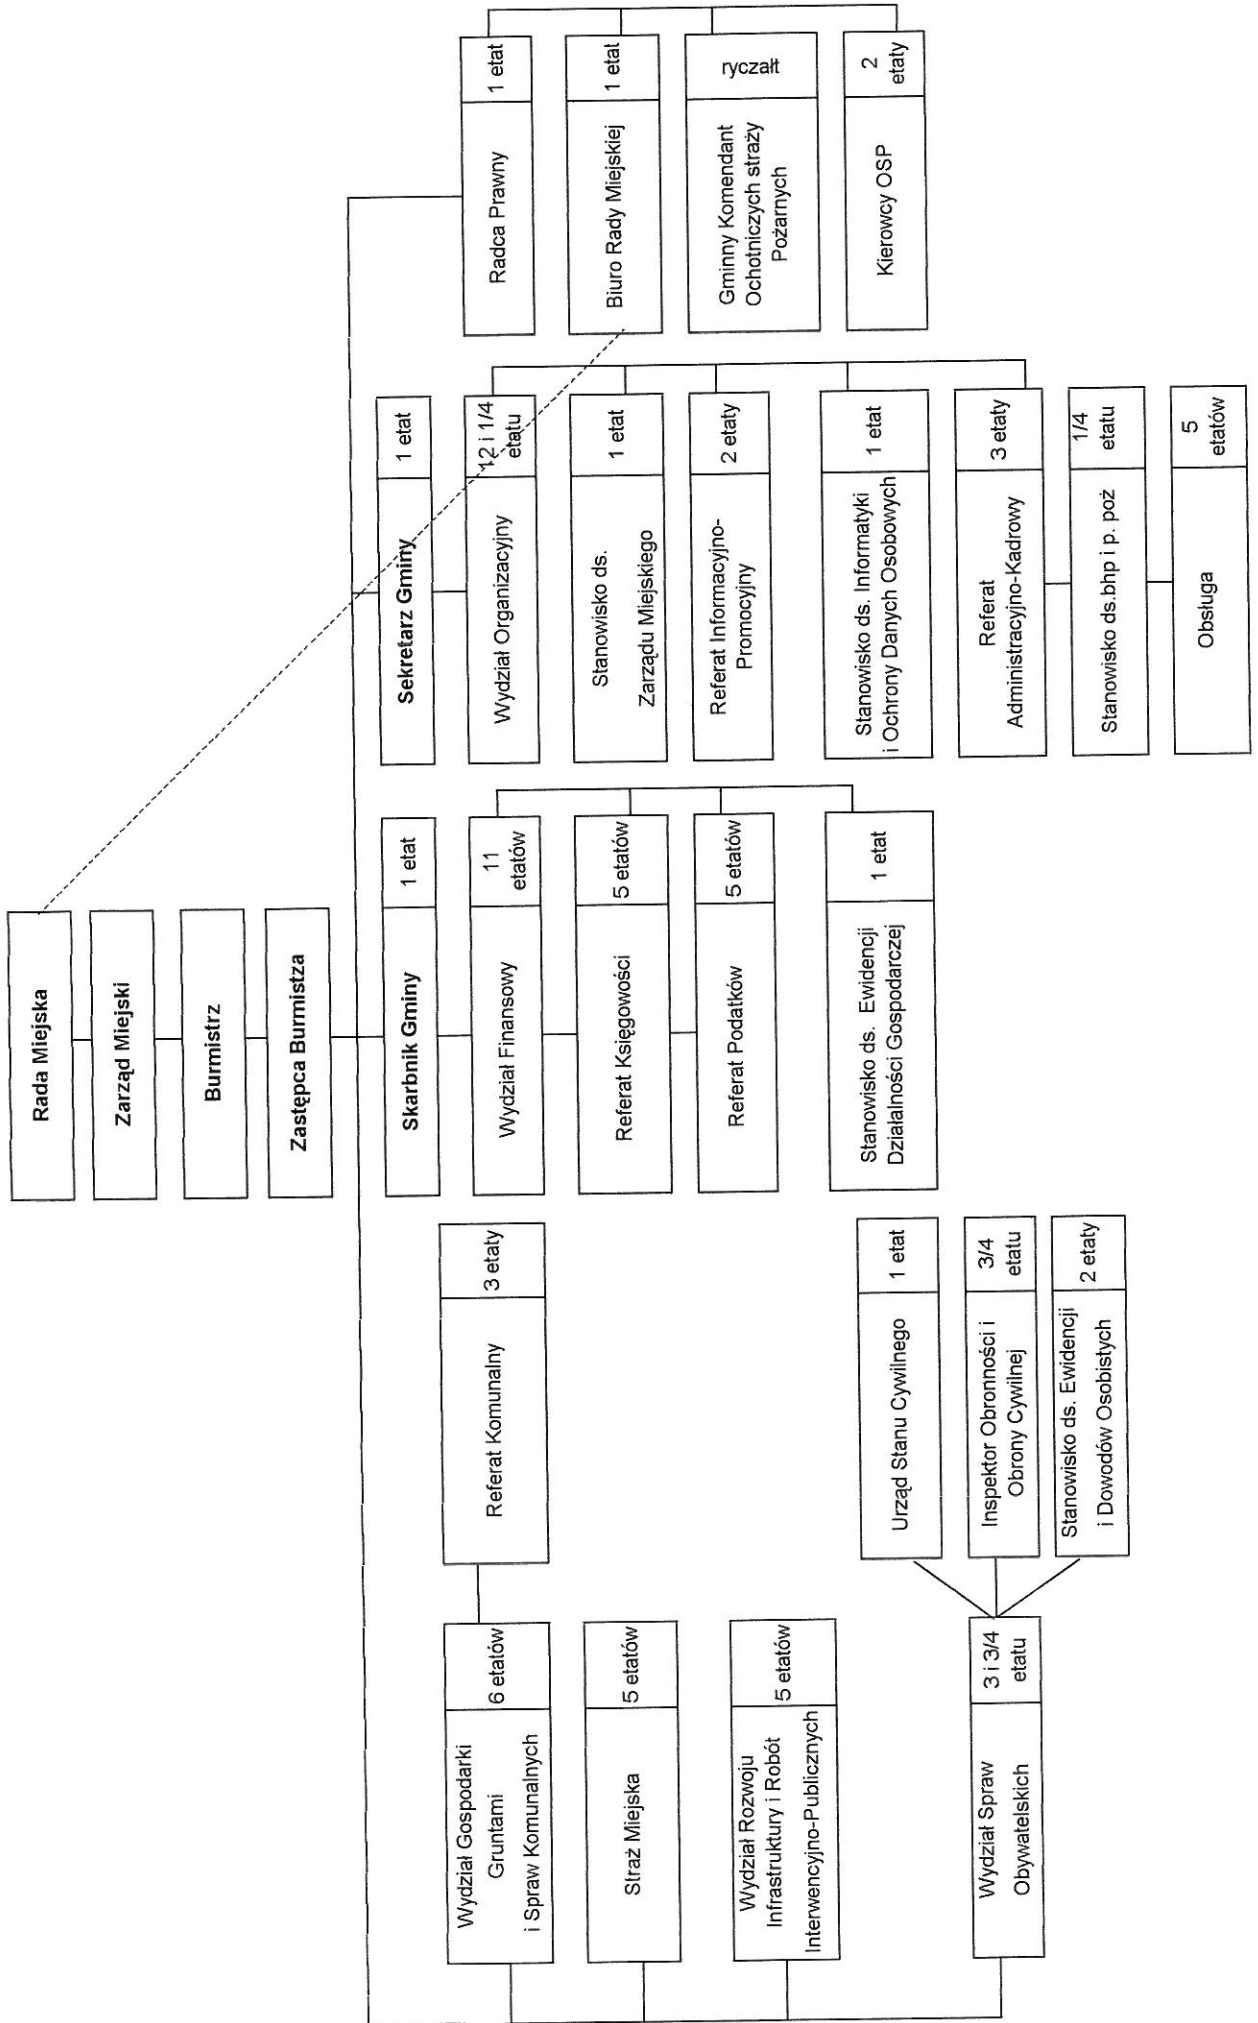 Rada Miejska
Zarząd Miejski
Burmistrz
Zastępca Burmistza
Wydział Gospodarki
Gruntami
i Spraw Komunalnych
6 etatów
Referat Komunalny
3 etaty
Straż Miejska
5 etatów
Wydział Rozwoju
Infrastruktury i Robót
Interwencyjno-Publicznych
5 etatów
Wydział Spraw
Obywatelskich
3 i 3/4
etatu
Urząd Stanu Cywilnego
1 etat
Inspektor Obronności i
Obrony Cywilnej
3/4
etatu
Stanowisko ds. Ewidencji
i Dowodów Osobistych
2 etaty
Skarbnik Gminy
1 etat
Wydział Finansowy
11
etatów
Referat Księgowości
5 etatów
Referat Podatków
5 etatów
Stanowisko ds. Ewidencji
Działalności Gospodarczej
1 etat
Sekretarz Gminy
1 etat
Wydział Organizacyjny
12 i 1/4
etatu
Stanowisko ds.
Zarządu Miejskiego
1 etat
Referat Informacyjno-
Promocyjny
2 etaty
Stanowisko ds. Informatyki
i Ochrony Danych Osobowych
1 etat
Referat
Administracyjno-Kadrowy
3 etaty
Stanowisko ds.bhp i p. poż
1/4
etatu
Obsługa
5
etatów
Radca Prawny
1 etat
Biuro Rady Miejskiej
1 etat
Gminny Komendant
Ochotniczych straży
Pożarnych
ryczałt
Kierowcy OSP
2
etaty